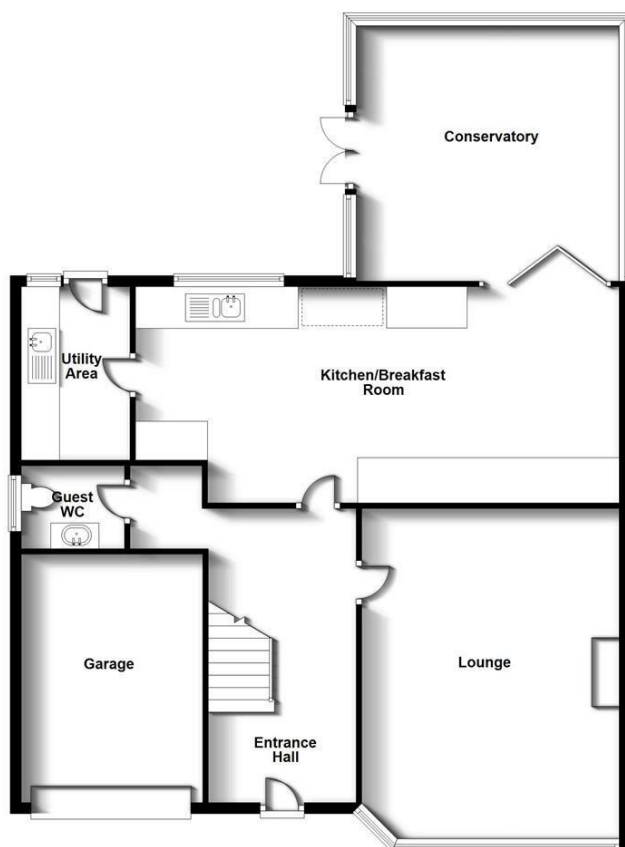 Conservatory
Utility
Area
Kitchen/Breakfast
Room
Guest
WC
Garage
Lounge
Entrance
Hall